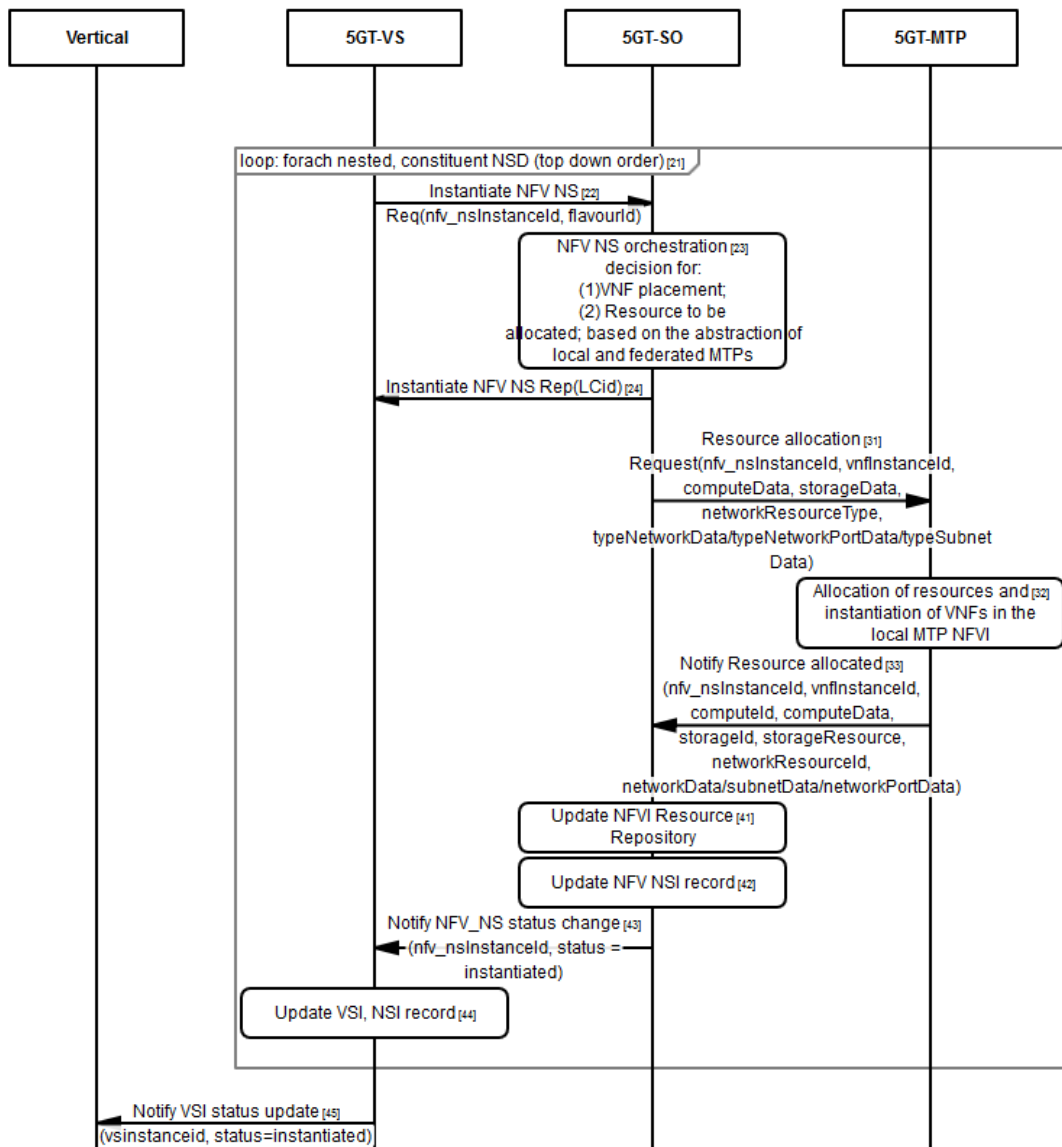 Vertical
5GT-VS
5GT-SO
5GT-MTP
loop: forach nested, constituent NSD (top down order) [21]
Instantiate NFV NS [22]
Req(nfv_nsInstanceId, flavourId)
NFV NS orchestration [23]
decision for:
(1)VNF placement;
(2) Resource to be
allocated; based on the abstraction of
local and federated MTPs
Instantiate NFV NS Rep(LCid) [24]
Resource allocation [31]
Request(nfv_nsInstanceId, vnfInstanceId,
computeData, storageData,
networkResourceType,
typeNetworkData/typeNetworkPortData/typeSubnet
Data)
Allocation of resources and [32]
instantiation of VNFs in the
local MTP NFVI
Notify Resource allocated [33]
(nfv_nsInstanceId, vnfInstanceId,
computeId, computeData,
storageId, storageResource,
networkResourceId,
networkData/subnetData/networkPortData)
Update NFVI Resource [41]
Repository
Update NFV NSI record [42]
Notify NFV_NS status change [43]
(nfv_nsInstanceId, status =
instantiated)
Update VSI, NSI record [44]
Notify VSI status update [45]
(vsinstanceid, status=instantiated)